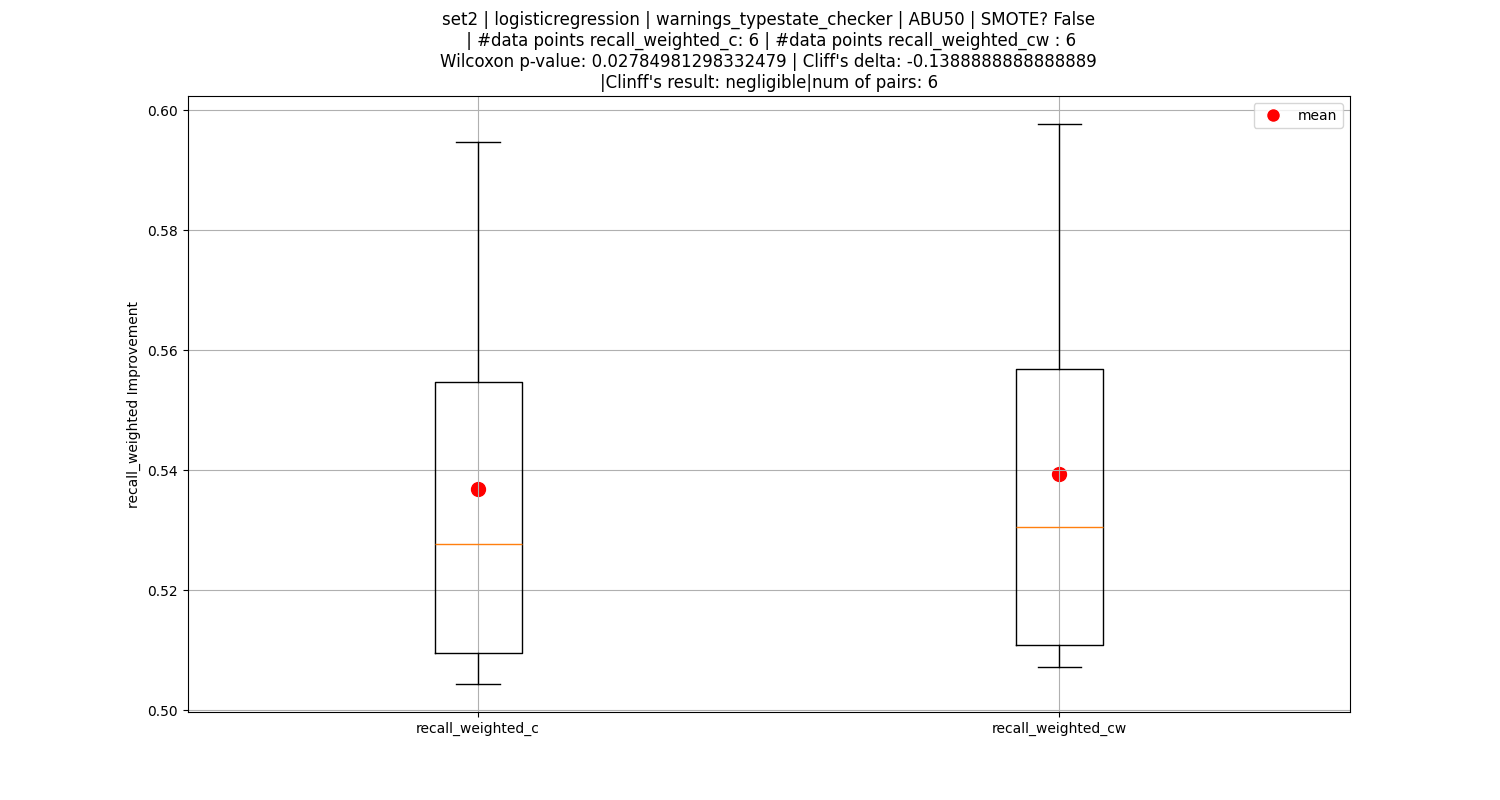 set2 | logisticregression | warnings_typestate_checker | ABU50 | SMOTE? False
| #data points recall_weighted_c: 6 | #data points recall_weighted_cw : 6
Wilcoxon p-value: 0.02784981298332479 | Cliff's delta: -0.1388888888888889
|Clinff's result: negligible|num of pairs: 6
mean
recall_weighted Improvement
0.60
0.58
0.56
0.54
0.52
0.50
recall_weighted_c
recall_weighted_cw